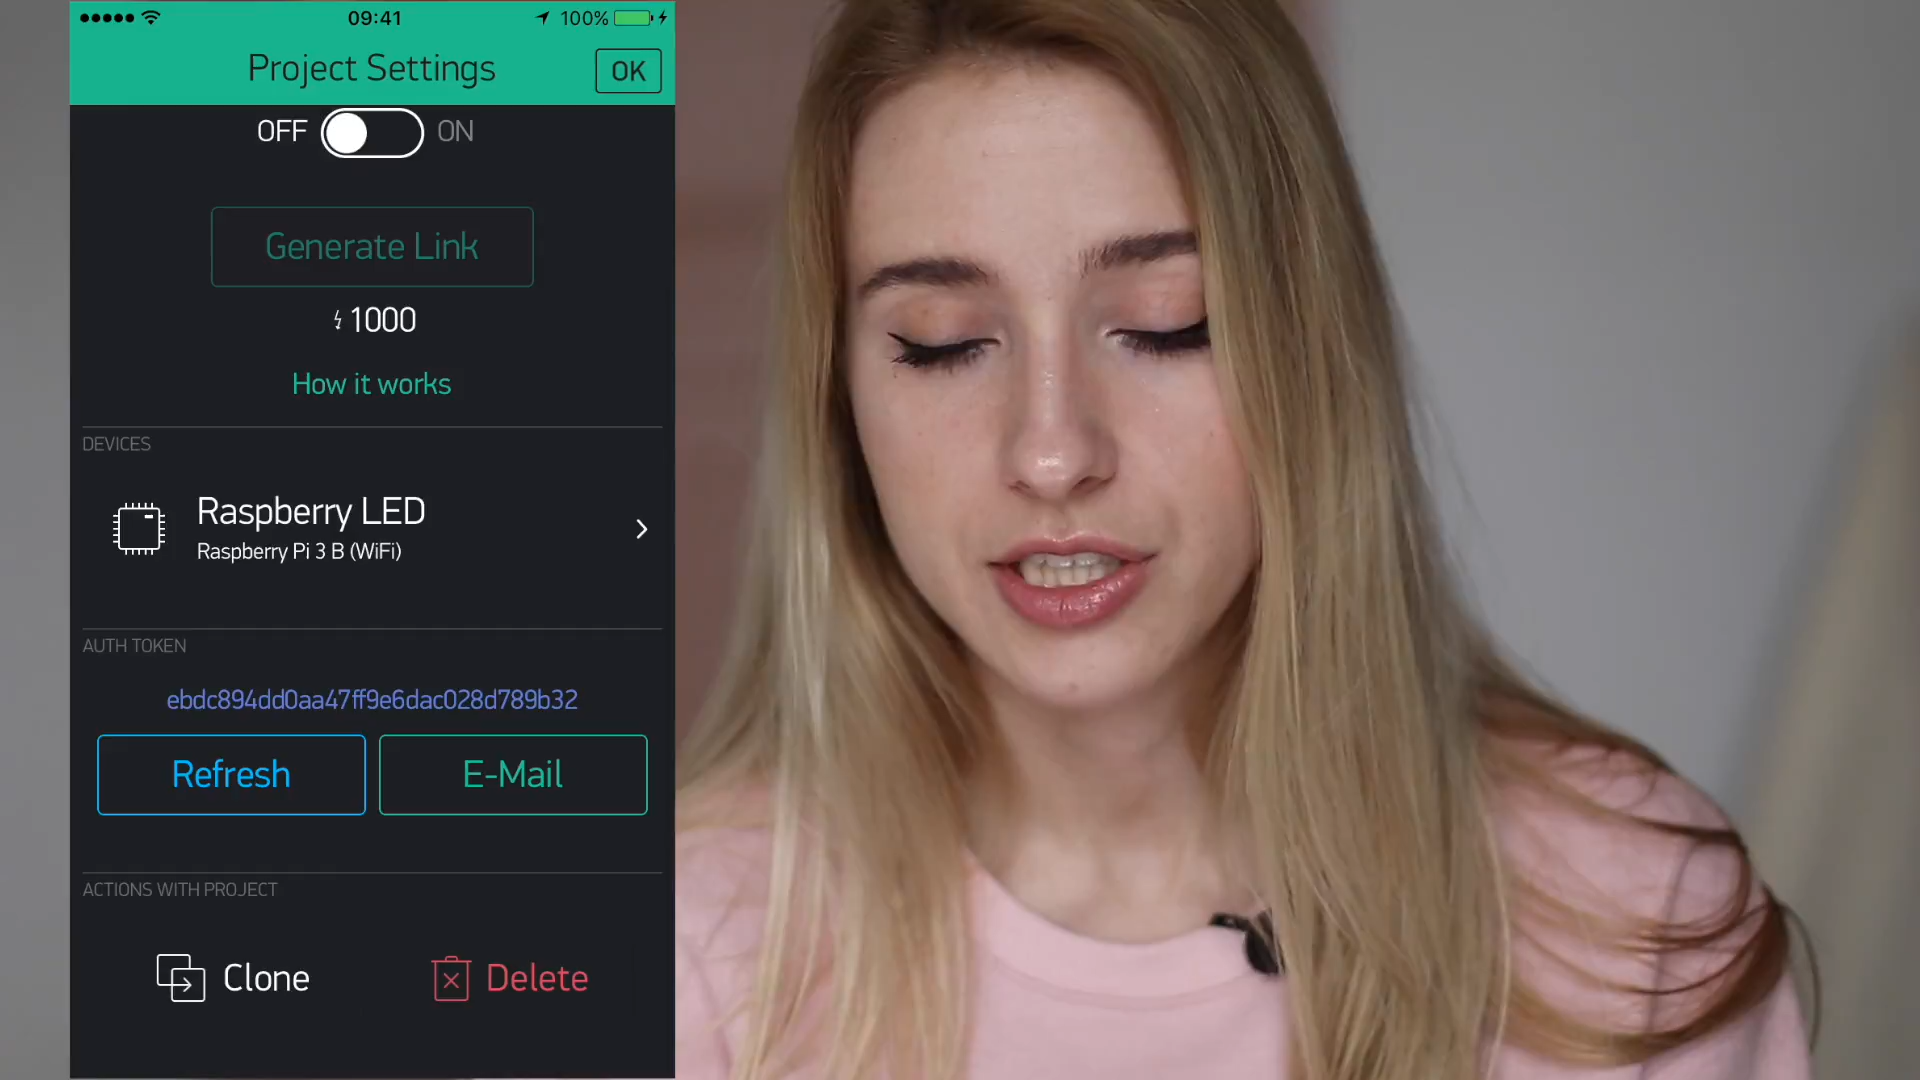 09:41
100%
Project Settings
OK
OFF ON
Generate Link
1000
How it works
DEVICES
Raspberry LED
Raspberry Pi 3 B (WiFi)
AUTH TOKEN
ebdc894dd0aa47ff9e6dac028d789b32
Refresh
E-Mail
ACTIONS WITH PROJECT
Clone
Delete